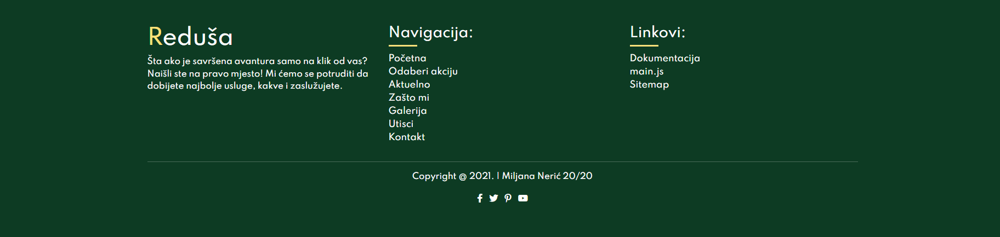 Reduša
Šta ako je savršena avantura samo na klik od vas?
Naišli ste na pravo mjesto! Mi ćemo se potruditi da
dobijete najbolje usluge, kakve i zaslužujete.
Navigacija:
Početna
Odaberi akciju
Aktuelno
Zašto mi
Galerija
Utisci
Kontakt
Linkovi:
Dokumentacija
main.js
Sitemap
Copyright @ 2021. | Miljana Nerić 20/20